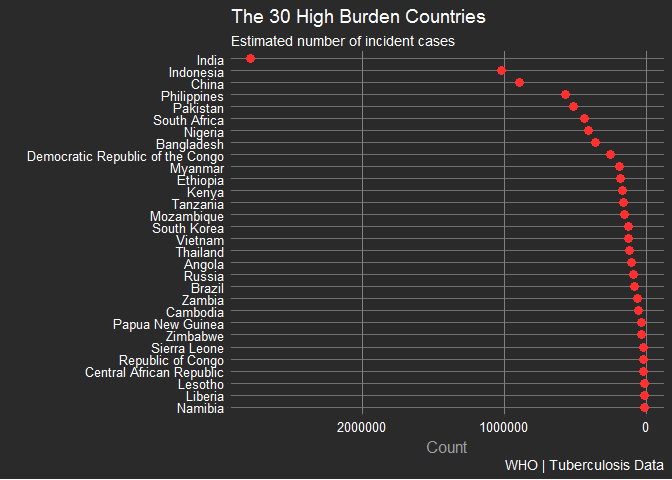 The 30 High Burden Countries
Estimated number of incident cases
India
Indonesia
China
Philippines
Pakistan
South Africa
Nigeria
Bangladesh
Democratic Republic of the Congo
Myanmar
Ethiopia
Kenya
Tanzania
Mozambique
South Korea
Vietnam
Thailand
Angola
Russia
Brazil
Zambia
Cambodia
Papua New Guinea
Zimbabwe
Sierra Leone
Republic of Congo
Central African Republic
Lesotho
Liberia
Namibia
2000000 1000000 0
Count
WHO | Tuberculosis Data